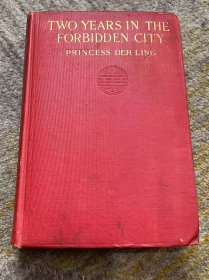 TWO YEARS IN THE
FORBIDDEN CITY
PRINCESS DER LING